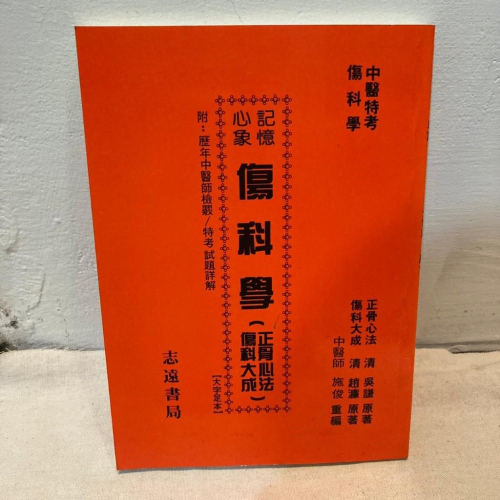 中醫特考
傷科學
正骨心法 清 吳謙 原著
傷科大成 清 趙濂 原著
中醫師 施俊 重編
記憶
心象
傷科學(正骨心法
傷科大成)
【大字足本】
附:歷年中醫師檢覈/特考試題詳解
志遠書局